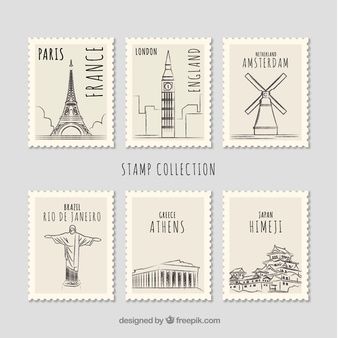 PARIS
FRANCE
LONDON
ENGLAND
NETHERLAND
AMSTERDAM
STAMP COLLECTION
BRAZIL
RIO DE JANEIRO
GREECE
ATHENS
JAPAN
HIMEJI
designed by freepik.com